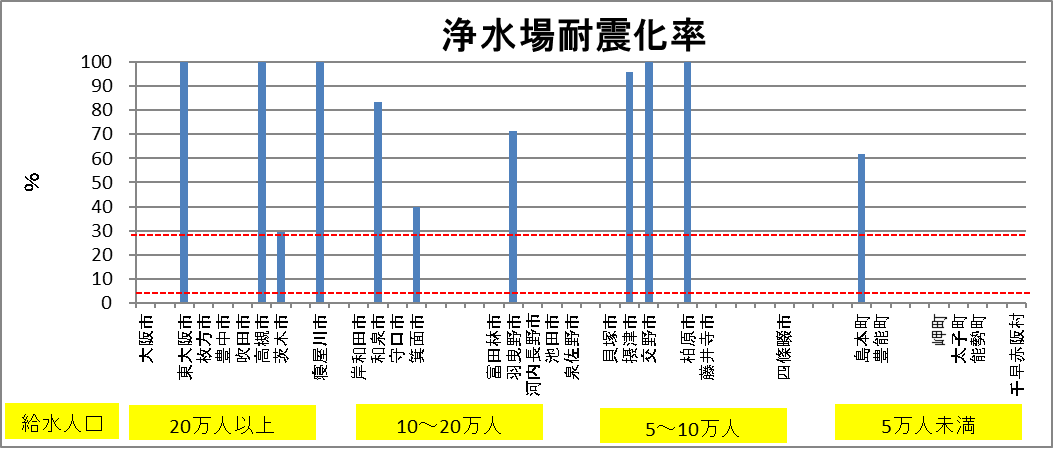 浄水場耐震化率
%
100
90
80
70
60
50
40
30
20
10
0
大阪市
東大阪市
枚方市
豊中市
吹田市
高槻市
茨木市
寝屋川市
岸和田市
和泉市
守口市
箕面市
富田林市
羽曳野市
河内長野市
池田市
泉佐野市
貝塚市
摂津市
交野市
柏原市
藤井寺市
四條畷市
島本町
豊能町
岬町
太子町
能勢町
千早赤阪村
給水人口
20万人以上
10～20万人
5～10万人
5万人未満